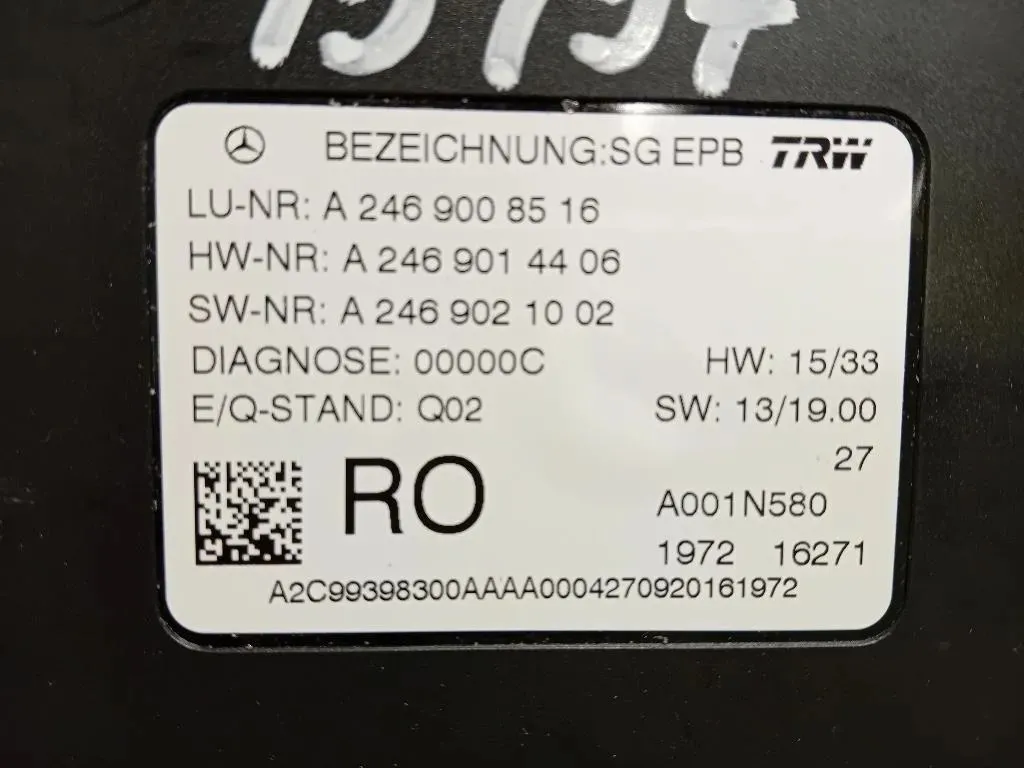 BEZEICHNUNG:SG EPB TRW
LU-NR: A 246 900 85 16
HW-NR: A 246 901 44 06
SW-NR: A 246 902 10 02
DIAGNOSE: 00000C HW: 15/33
E/Q-STAND: Q02 SW: 13/19.00
27
RO A001N580
1972 16271
A2C99398300AAAA0004270920161972